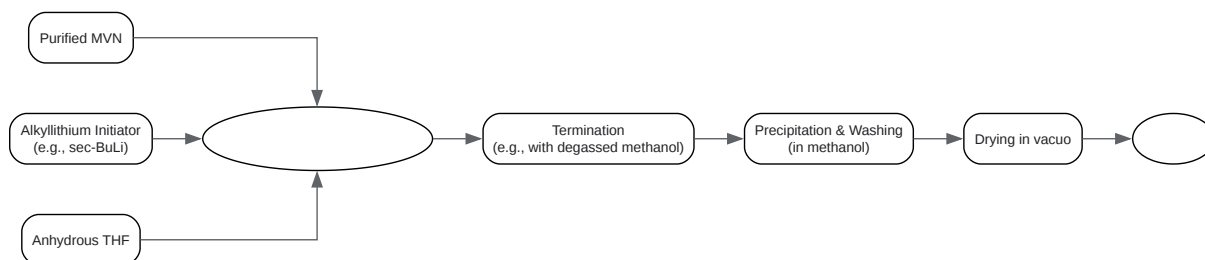 Purified MVN
Alkyllithium Initiator
(e.g., sec-BuLi)
Anhydrous THF
Termination
(e.g., with degassed methanol)
Precipitation & Washing
(in methanol)
Drying in vacuo